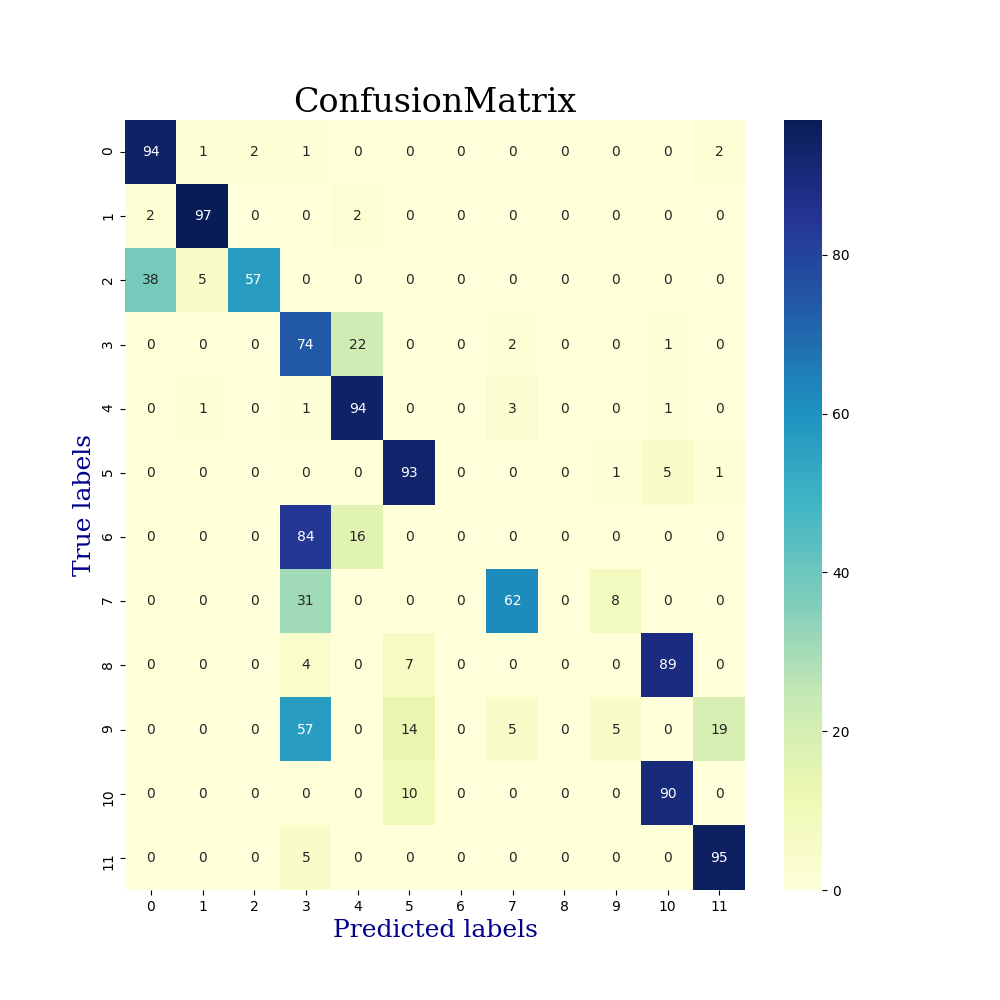 ConfusionMatrix
0 94 1 2 1 0 0 0 0 0 0 0 2
1 2 97 0 0 2 0 0 0 0 0 0 0
2 38 5 57 0 0 0 0 0 0 0 0 0
3 0 0 0 74 22 0 0 2 0 0 1 0
4 0 1 0 1 94 0 0 3 0 0 1 0
5 0 0 0 0 0 93 0 0 0 1 5 1
6 0 0 0 84 16 0 0 0 0 0 0 0
7 0 0 0 31 0 0 0 62 0 8 0 0
8 0 0 0 4 0 7 0 0 0 0 89 0
9 0 0 0 57 0 14 0 5 0 5 0 19
10 0 0 0 0 0 10 0 0 0 0 90 0
11 0 0 0 5 0 0 0 0 0 0 0 95
0 1 2 3 4 5 6 7 8 9 10 11
Predicted labels
True labels
80
60
40
20
0